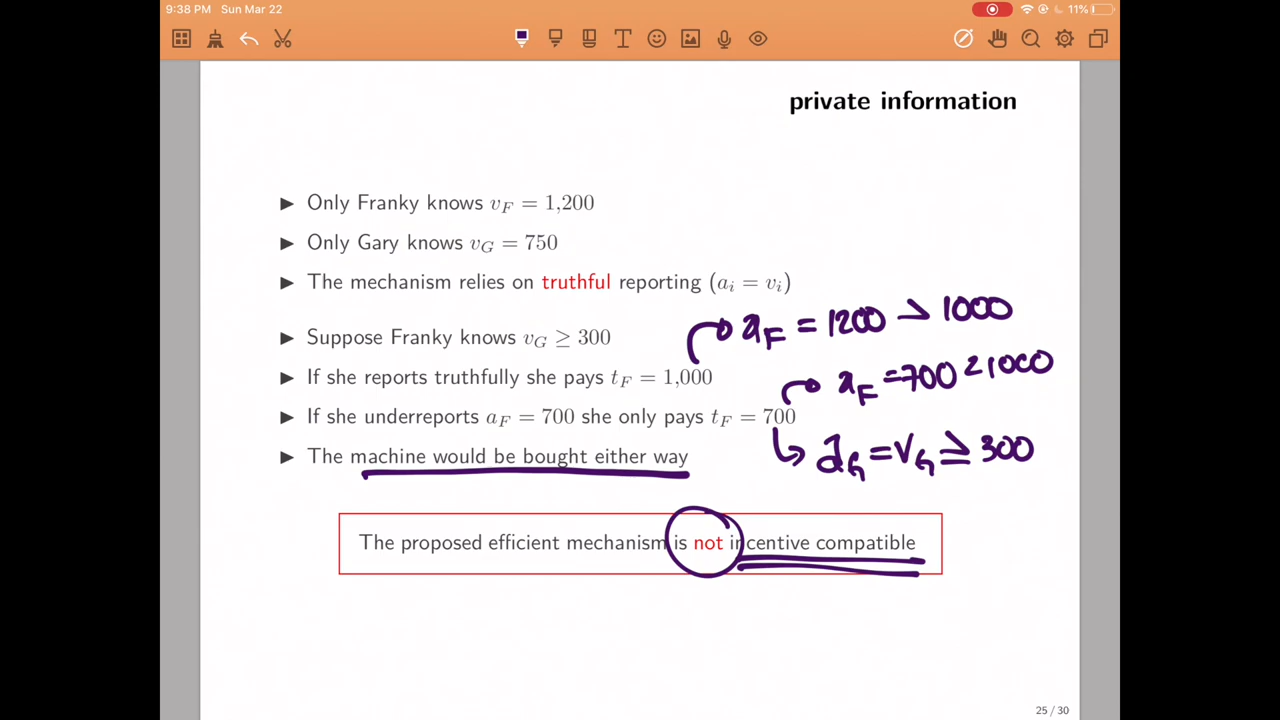 9:38 PM Sun Mar 22
11%
private information
▶ Only Franky knows v_F = 1,200
▶ Only Gary knows v_G = 750
▶ The mechanism relies on truthful reporting (a_i = v_i)
▶ Suppose Franky knows v_G ≥ 300
a_F = 1200 > 1000
▶ If she reports truthfully she pays t_F = 1,000
a_F = 700 < 1000
▶ If she underreports a_F = 700 she only pays t_F = 700
▶ The machine would be bought either way
a_G = v_G ≥ 300
The proposed efficient mechanism is not incentive compatible
25 / 30